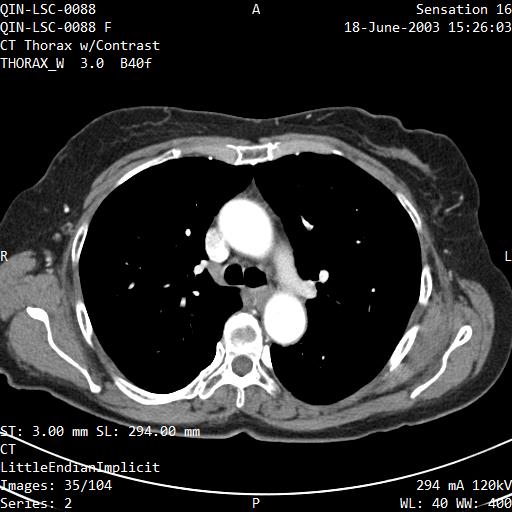 QIN-LSC-0088 A Sensation 16
QIN-LSC-0088 F 18-June-2003 15:26:03
CT Thorax w/Contrast
THORAX_W 3.0 B40f
R L
ST: 3.00 mm SL: 294.00 mm
CT
LittleEndianImplicit
Images: 35/104 294 mA 120kV
Series: 2 P WL: 40 WW: 400